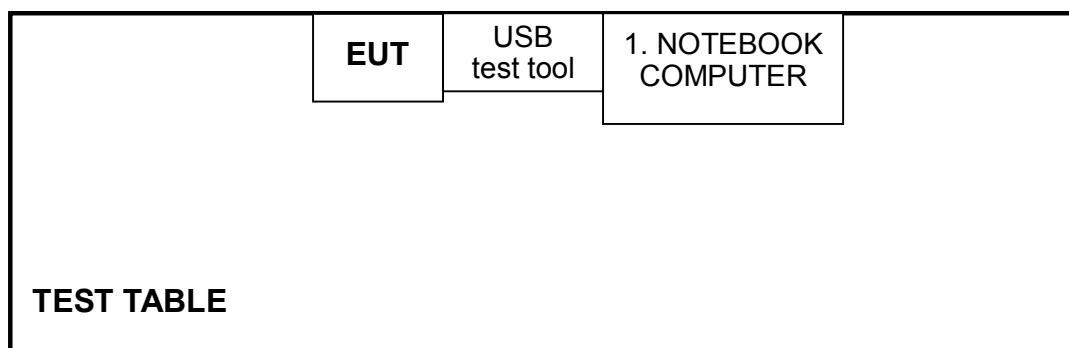 EUT
USB
test tool
1. NOTEBOOK
COMPUTER
TEST TABLE